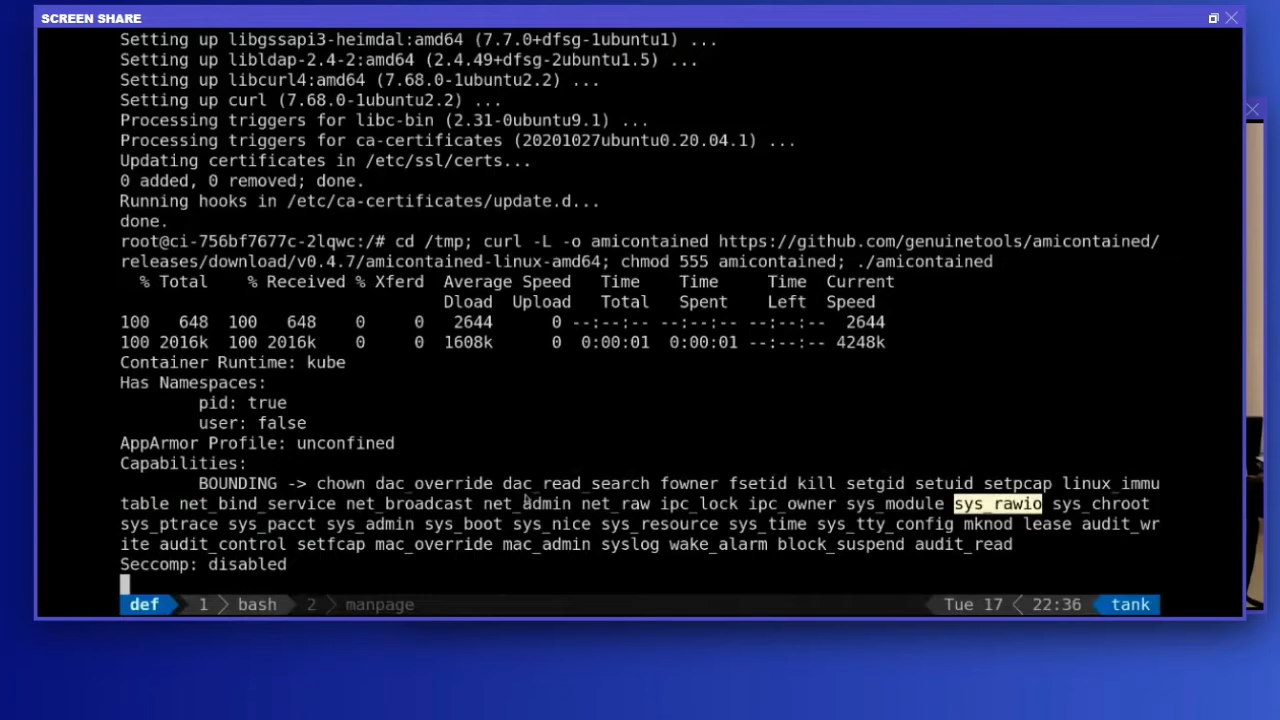 SCREEN SHARE
Setting up libgssapi3-heimdal:amd64 (7.7.0+dfsg-1ubuntu1) ...
Setting up libldap-2.4-2:amd64 (2.4.49+dfsg-2ubuntu1.5) ...
Setting up libcurl4:amd64 (7.68.0-1ubuntu2.2) ...
Setting up curl (7.68.0-1ubuntu2.2) ...
Processing triggers for libc-bin (2.31-0ubuntu9.1) ...
Processing triggers for ca-certificates (20201027ubuntu0.20.04.1) ...
Updating certificates in /etc/ssl/certs...
0 added, 0 removed; done.
Running hooks in /etc/ca-certificates/update.d...
done.
root@ci-756bf7677c-2lqwc:/# cd /tmp; curl -L -o amicontained https://github.com/genuinetools/amicontained/
releases/download/v0.4.7/amicontained-linux-amd64; chmod 555 amicontained; ./amicontained
% Total % Received % Xferd Average Speed Time Time Time Current
Dload Upload Total Spent Left Speed
100 648 100 648 0 0 2644 0 --:--:-- --:--:-- --:--:-- 2644
100 2016k 100 2016k 0 0 1608k 0 0:00:01 0:00:01 --:--:-- 4248k
Container Runtime: kube
Has Namespaces:
pid: true
user: false
AppArmor Profile: unconfined
Capabilities:
BOUNDING -> chown dac_override dac_read_search fowner fsetid kill setgid setuid setpcap linux_immu
table net_bind_service net_broadcast net_admin net_raw ipc_lock ipc_owner sys_module sys_rawio sys_chroot
sys_ptrace sys_pacct sys_admin sys_boot sys_nice sys_resource sys_time sys_tty_config mknod lease audit_wr
ite audit_control setfcap mac_override mac_admin syslog wake_alarm block_suspend audit_read
Seccomp: disabled
def 1 bash 2 manpage Tue 17 22:36 tank